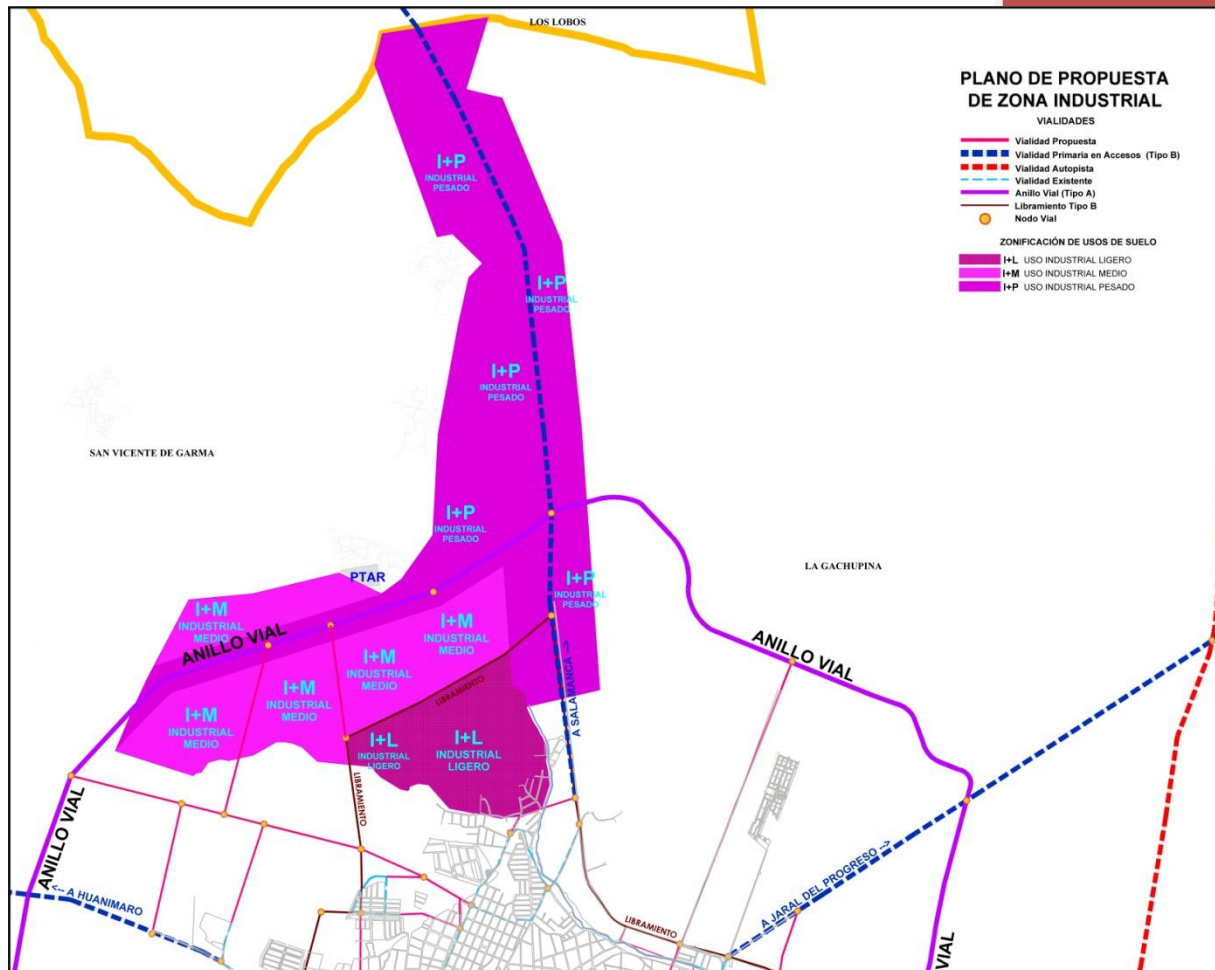 LOS LOBOS
PLANO DE PROPUESTA
DE ZONA INDUSTRIAL
VIALIDADES
Vialidad Propuesta
Vialidad Primaria en Accesos (Tipo B)
Vialidad Autopista
Vialidad Existente
Anillo Vial (Tipo A)
Libramiento Tipo B
Nodo Vial
ZONIFICACIÓN DE USOS DE SUELO
I+L USO INDUSTRIAL LIGERO
I+M USO INDUSTRIAL MEDIO
I+P USO INDUSTRIAL PESADO
I+P
INDUSTRIAL
PESADO
I+P
INDUSTRIAL
PESADO
I+P
INDUSTRIAL
PESADO
SAN VICENTE DE GARMA
I+P
INDUSTRIAL
PESADO
LA GACHUPINA
PTAR
I+P
INDUSTRIAL
PESADO
I+M
INDUSTRIAL
MEDIO
ANILLO VIAL
I+M
INDUSTRIAL
MEDIO
I+M
INDUSTRIAL
MEDIO
I+M
INDUSTRIAL
MEDIO
I+M
INDUSTRIAL
MEDIO
LIBRAMIENTO
A SALAMANCA -->
ANILLO VIAL
I+L
INDUSTRIAL
LIGERO
I+L
INDUSTRIAL
LIGERO
LIBRAMIENTO
ANILLO VIAL
<-- A HUANIMARO
A JARAL DEL PROGRESO -->
LIBRAMIENTO
VIAL